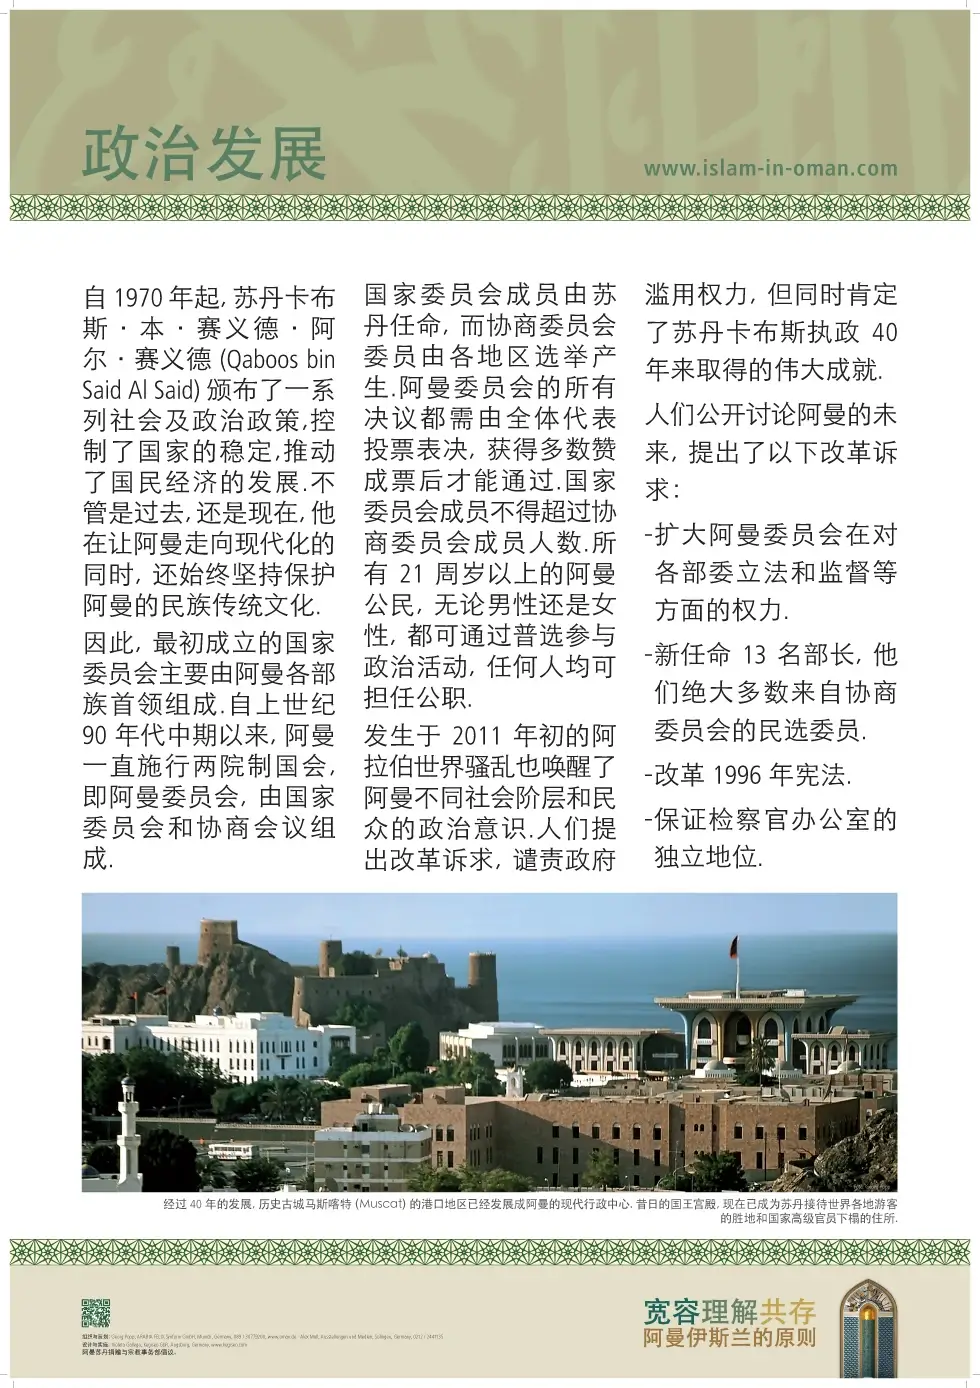 政治发展
www.islam-in-oman.com
自 1970 年起, 苏丹卡布
斯 · 本 · 赛义德 · 阿
尔 · 赛义德 (Qaboos bin
Said Al Said) 颁布了一系
列社会及政治政策,控
制了国家的稳定,推动
了国民经济的发展.不
管是过去, 还是现在, 他
在让阿曼走向现代化的
同时, 还始终坚持保护
阿曼的民族传统文化.
因此, 最初成立的国家
委员会主要由阿曼各部
族首领组成.自上世纪
90 年代中期以来, 阿曼
一直施行两院制国会,
即阿曼委员会, 由国家
委员会和协商会议组
成.
国家委员会成员由苏
丹任命, 而协商委员会
委员由各地区选举产
生.阿曼委员会的所有
决议都需由全体代表
投票表决, 获得多数赞
成票后才能通过.国家
委员会成员不得超过协
商委员会成员人数.所
有 21 周岁以上的阿曼
公民, 无论男性还是女
性, 都可通过普选参与
政治活动, 任何人均可
担任公职.
发生于 2011 年初的阿
拉伯世界骚乱也唤醒了
阿曼不同社会阶层和民
众的政治意识.人们提
出改革诉求, 谴责政府
滥用权力, 但同时肯定
了苏丹卡布斯执政 40
年来取得的伟大成就.
人们公开讨论阿曼的未
来, 提出了以下改革诉
求:
-扩大阿曼委员会在对
各部委立法和监督等
方面的权力.
-新任命 13 名部长, 他
们绝大多数来自协商
委员会的民选委员.
-改革 1996 年宪法.
-保证检察官办公室的
独立地位.
经过 40 年的发展, 历史古城马斯喀特 (Muscat) 的港口地区已经发展成阿曼的现代行政中心. 昔日的国王宫殿, 现在已成为苏丹接待世界各地游客
的胜地和国家高级官员下榻的住所.
阿曼苏丹捐赠与宗教事务部倡议。
宽容理解共存
阿曼伊斯兰的原则